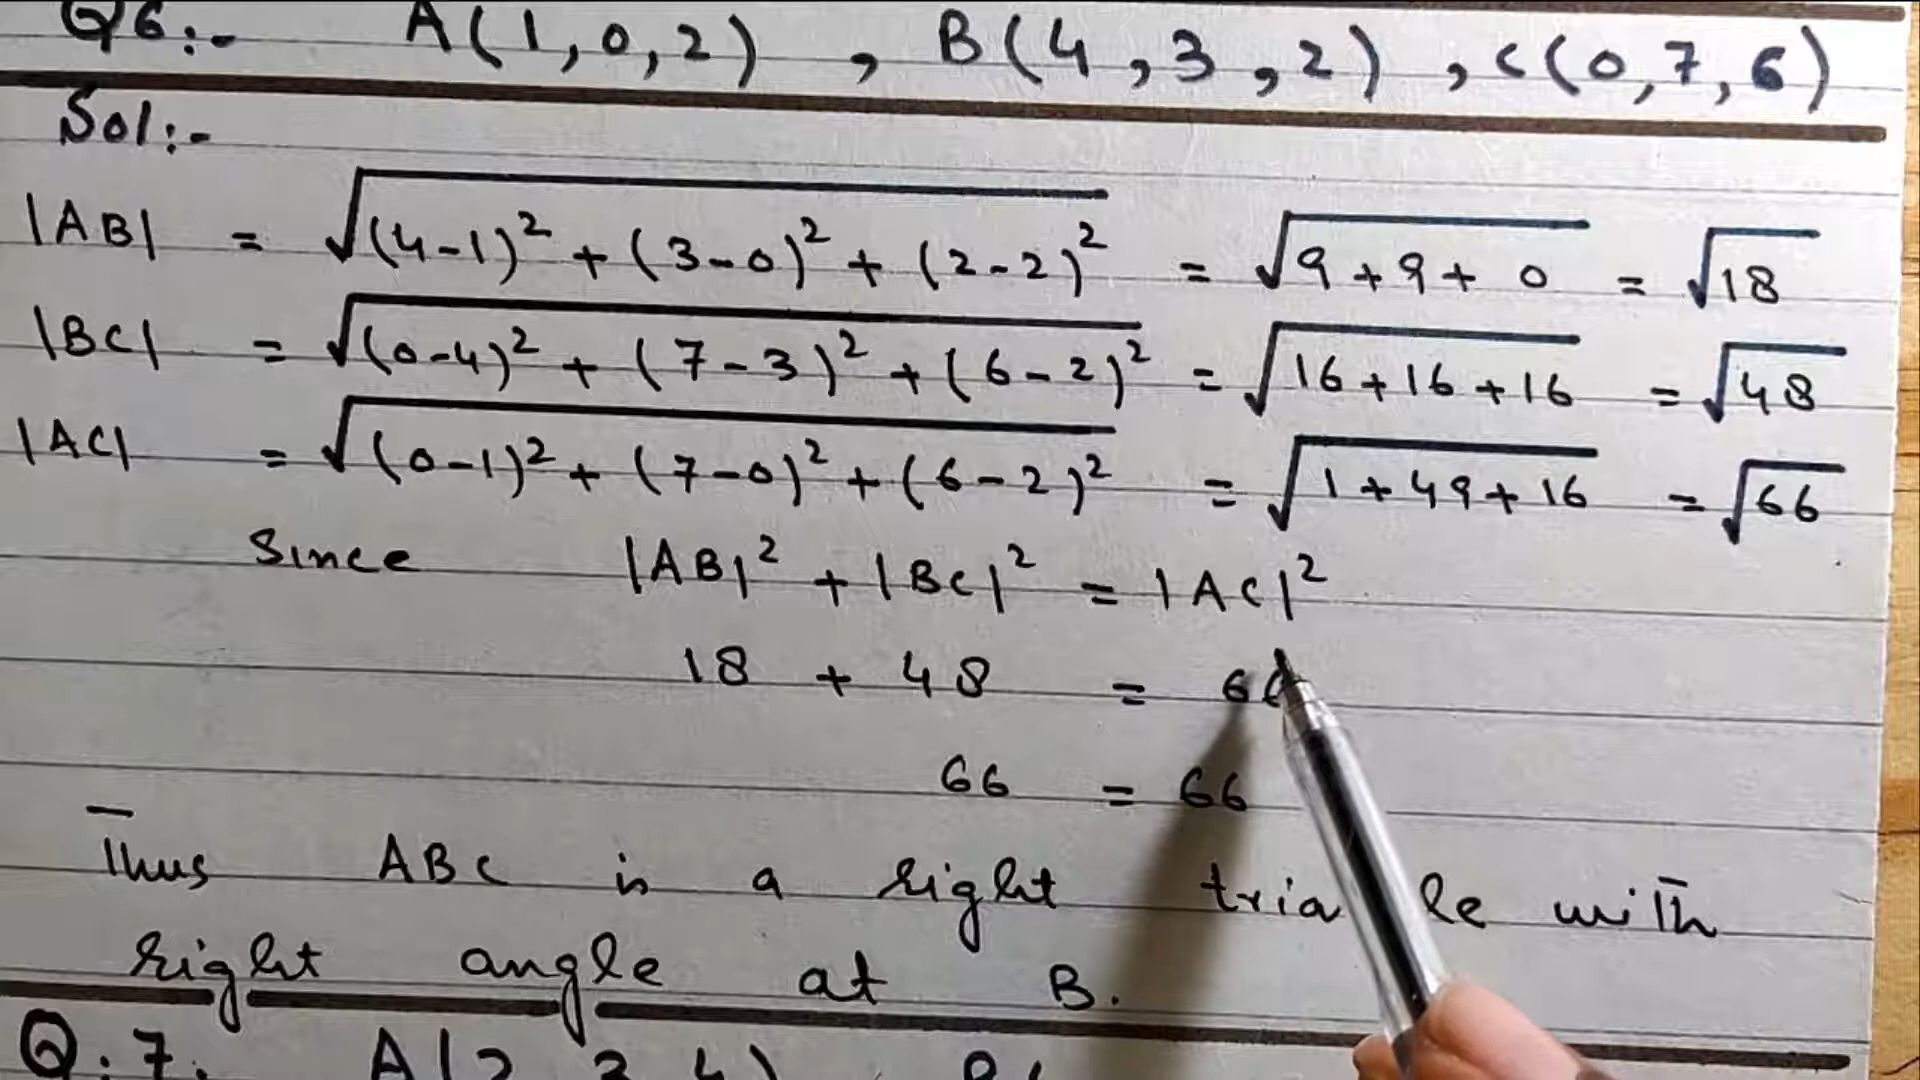 Q6:- A(1,0,2) , B(4,3,2) , C(0,7,6)
Sol:-
|AB| = √(4-1)² + (3-0)² + (2-2)² = √9+9+0 = √18
|BC| = √(0-4)² + (7-3)² + (6-2)² = √16+16+16 = √48
|AC| = √(0-1)² + (7-0)² + (6-2)² = √1+49+16 = √66
Since |AB|² + |BC|² = |AC|²
18 + 48 = 66
66 = 66
Thus ABC is a right triangle with
right angle at B.
Q.7. A(2